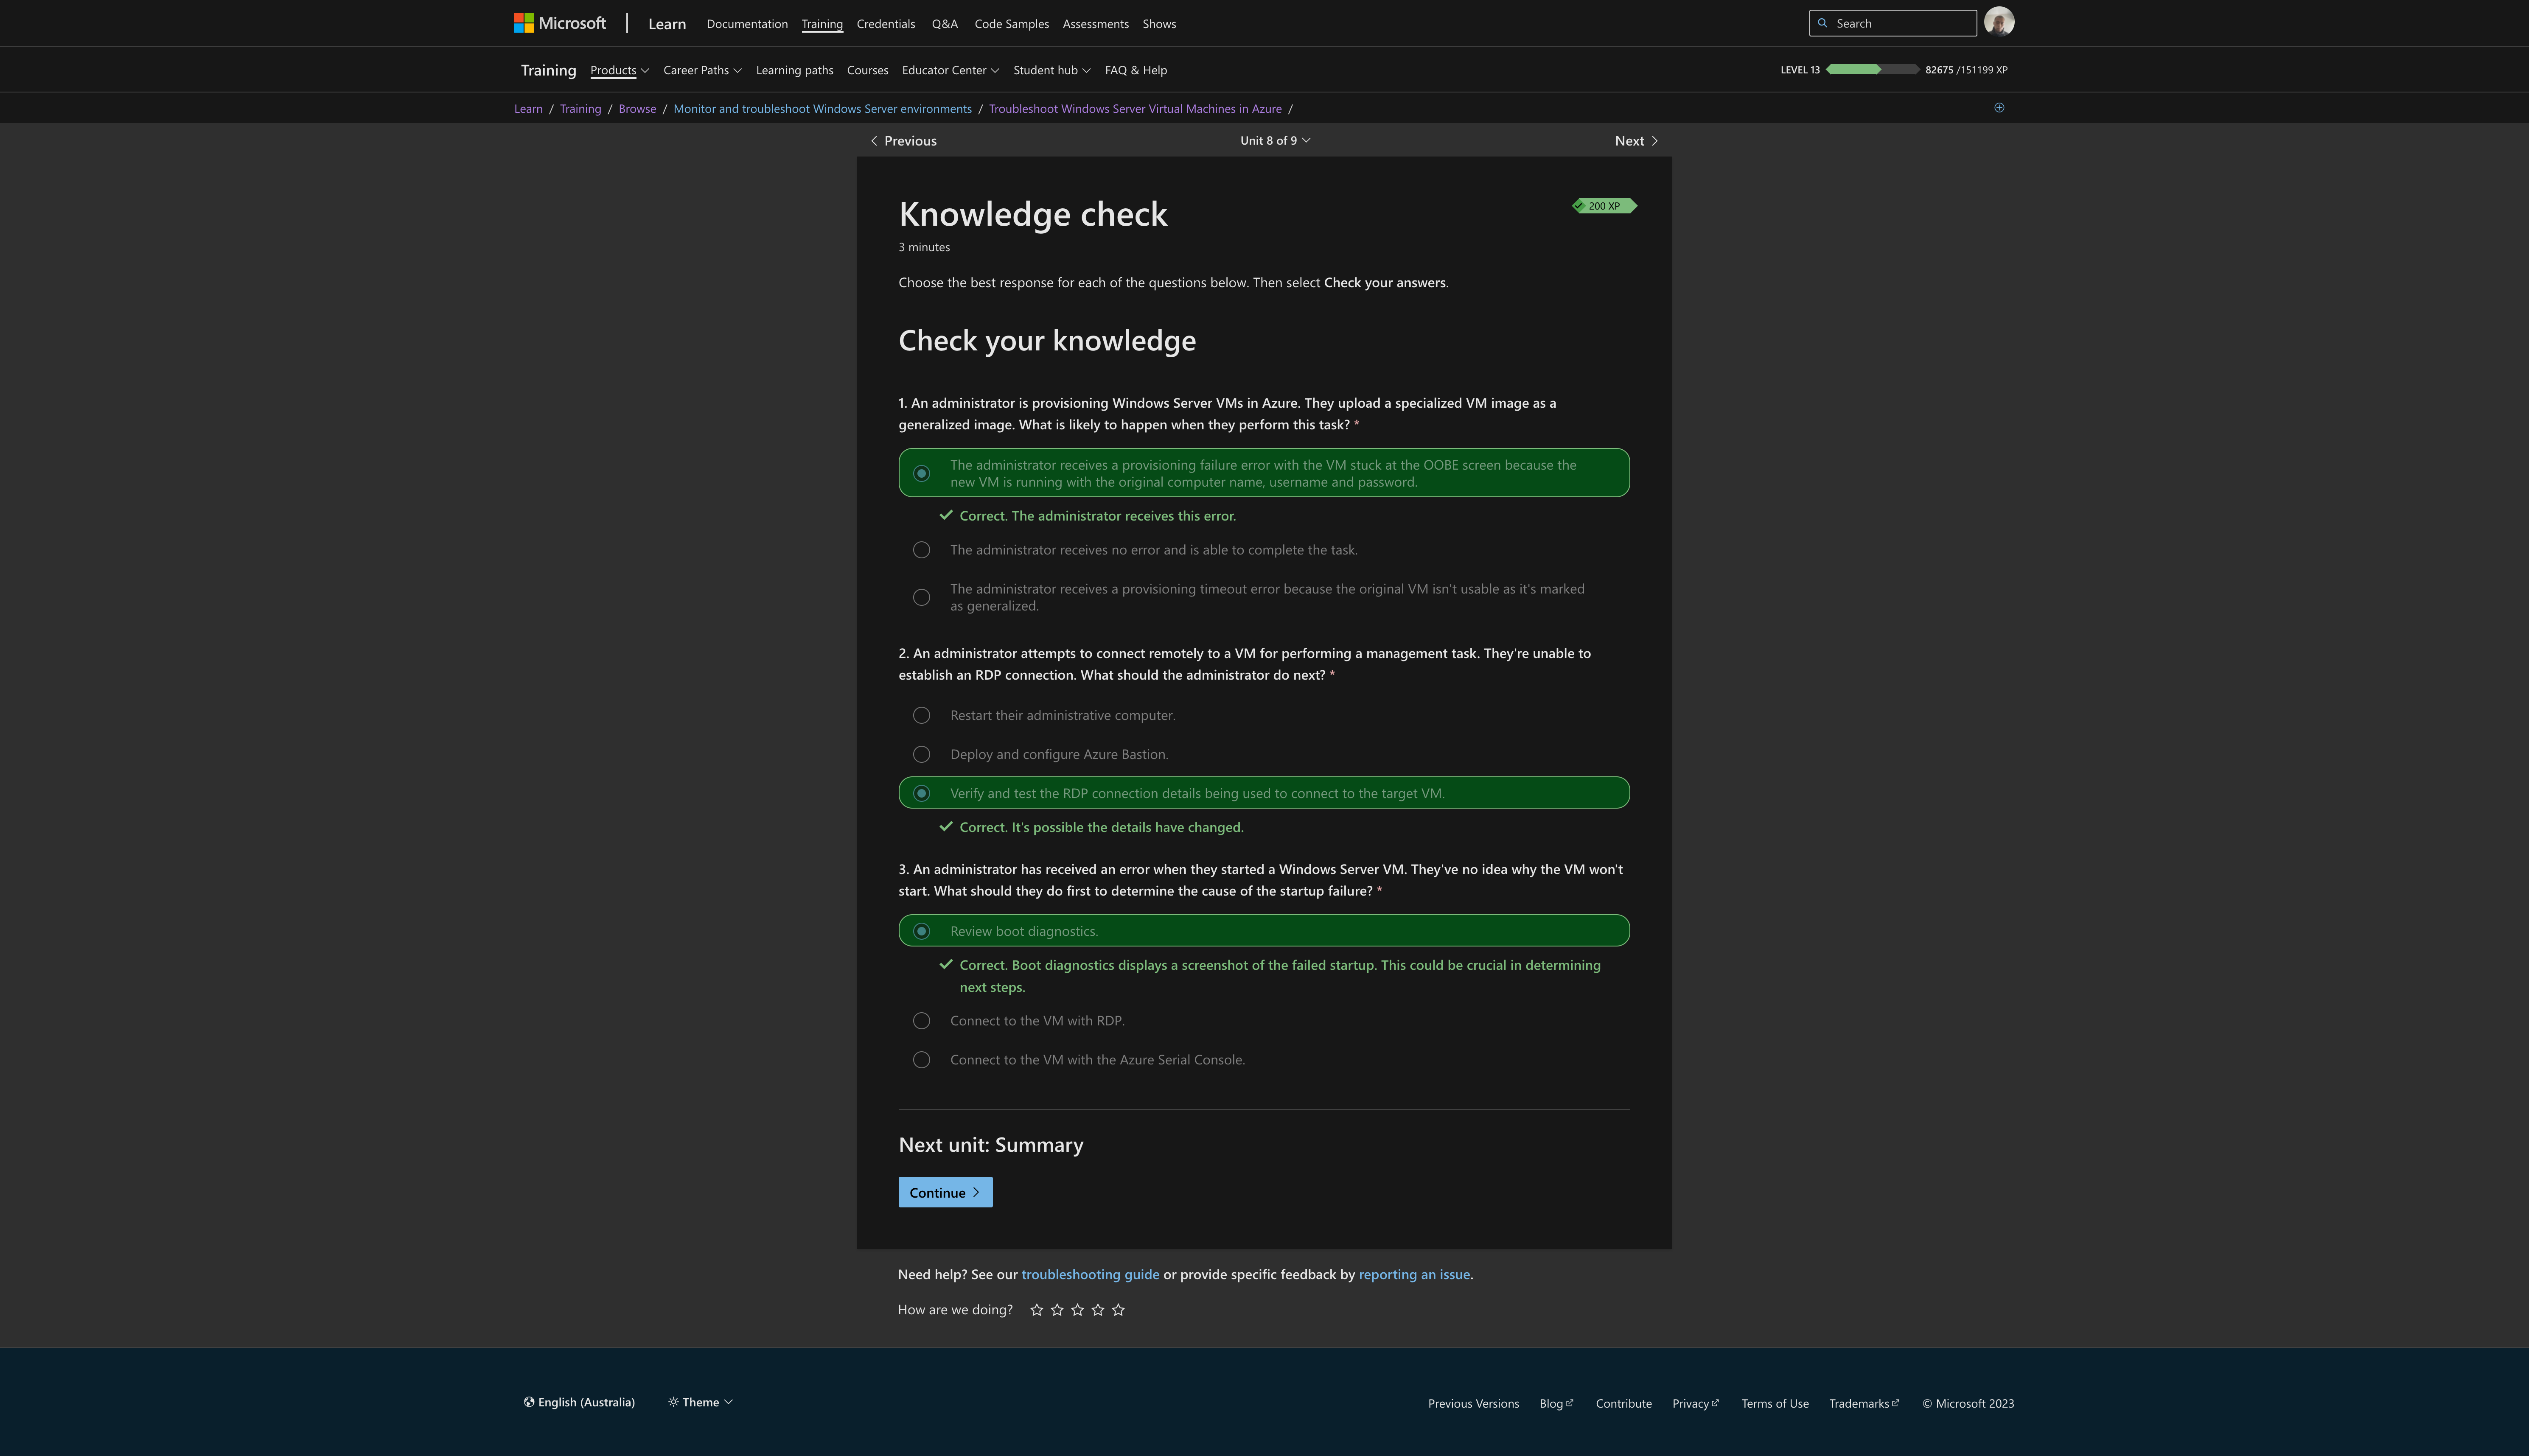 Microsoft Learn Documentation Training Credentials Q&A Code Samples Assessments Shows Search
Training Products Career Paths Learning paths Courses Educator Center Student hub FAQ & Help LEVEL 13 82675 /151199 XP
Learn / Training / Browse / Monitor and troubleshoot Windows Server environments / Troubleshoot Windows Server Virtual Machines in Azure /
Previous Unit 8 of 9 Next
Knowledge check
200 XP
3 minutes
Choose the best response for each of the questions below. Then select Check your answers.
Check your knowledge
1. An administrator is provisioning Windows Server VMs in Azure. They upload a specialized VM image as a
generalized image. What is likely to happen when they perform this task? *
The administrator receives a provisioning failure error with the VM stuck at the OOBE screen because the
new VM is running with the original computer name, username and password.
Correct. The administrator receives this error.
The administrator receives no error and is able to complete the task.
The administrator receives a provisioning timeout error because the original VM isn't usable as it's marked
as generalized.
2. An administrator attempts to connect remotely to a VM for performing a management task. They're unable to
establish an RDP connection. What should the administrator do next? *
Restart their administrative computer.
Deploy and configure Azure Bastion.
Verify and test the RDP connection details being used to connect to the target VM.
Correct. It's possible the details have changed.
3. An administrator has received an error when they started a Windows Server VM. They've no idea why the VM won't
start. What should they do first to determine the cause of the startup failure? *
Review boot diagnostics.
Correct. Boot diagnostics displays a screenshot of the failed startup. This could be crucial in determining
next steps.
Connect to the VM with RDP.
Connect to the VM with the Azure Serial Console.
Next unit: Summary
Continue
Need help? See our troubleshooting guide or provide specific feedback by reporting an issue.
How are we doing?
English (Australia) Theme Previous Versions Blog Contribute Privacy Terms of Use Trademarks © Microsoft 2023